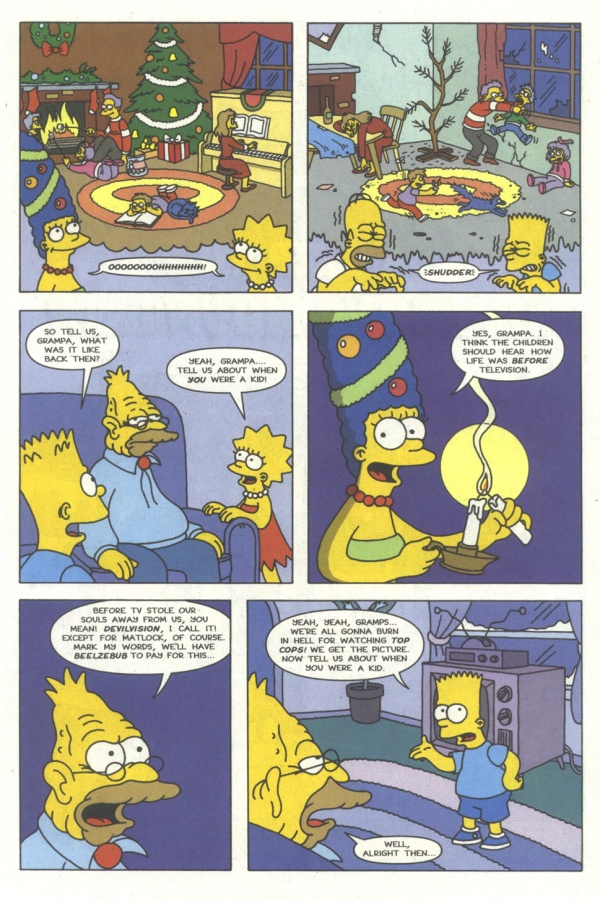 OOOOOOOOHHHHHHH!
SHUDDER
SO TELL US,
GRAMPA, WHAT
WAS IT LIKE
BACK THEN?
YEAH, GRAMPA....
TELL US ABOUT WHEN
YOU WERE A KID!
YES, GRAMPA. I
THINK THE CHILDREN
SHOULD HEAR HOW
LIFE WAS BEFORE
TELEVISION.
BEFORE TV STOLE OUR
SOULS AWAY FROM US, YOU
MEAN! DEVILVISION, I CALL IT!
EXCEPT FOR MATLOCK, OF COURSE.
MARK MY WORDS, WE'LL HAVE
BEELZEBUB TO PAY FOR THIS...
YEAH, YEAH, GRAMPS...
WE'RE ALL GONNA BURN
IN HELL FOR WATCHING TOP
COPS! WE GET THE PICTURE.
NOW TELL US ABOUT WHEN
YOU WERE A KID.
WELL,
ALRIGHT THEN...